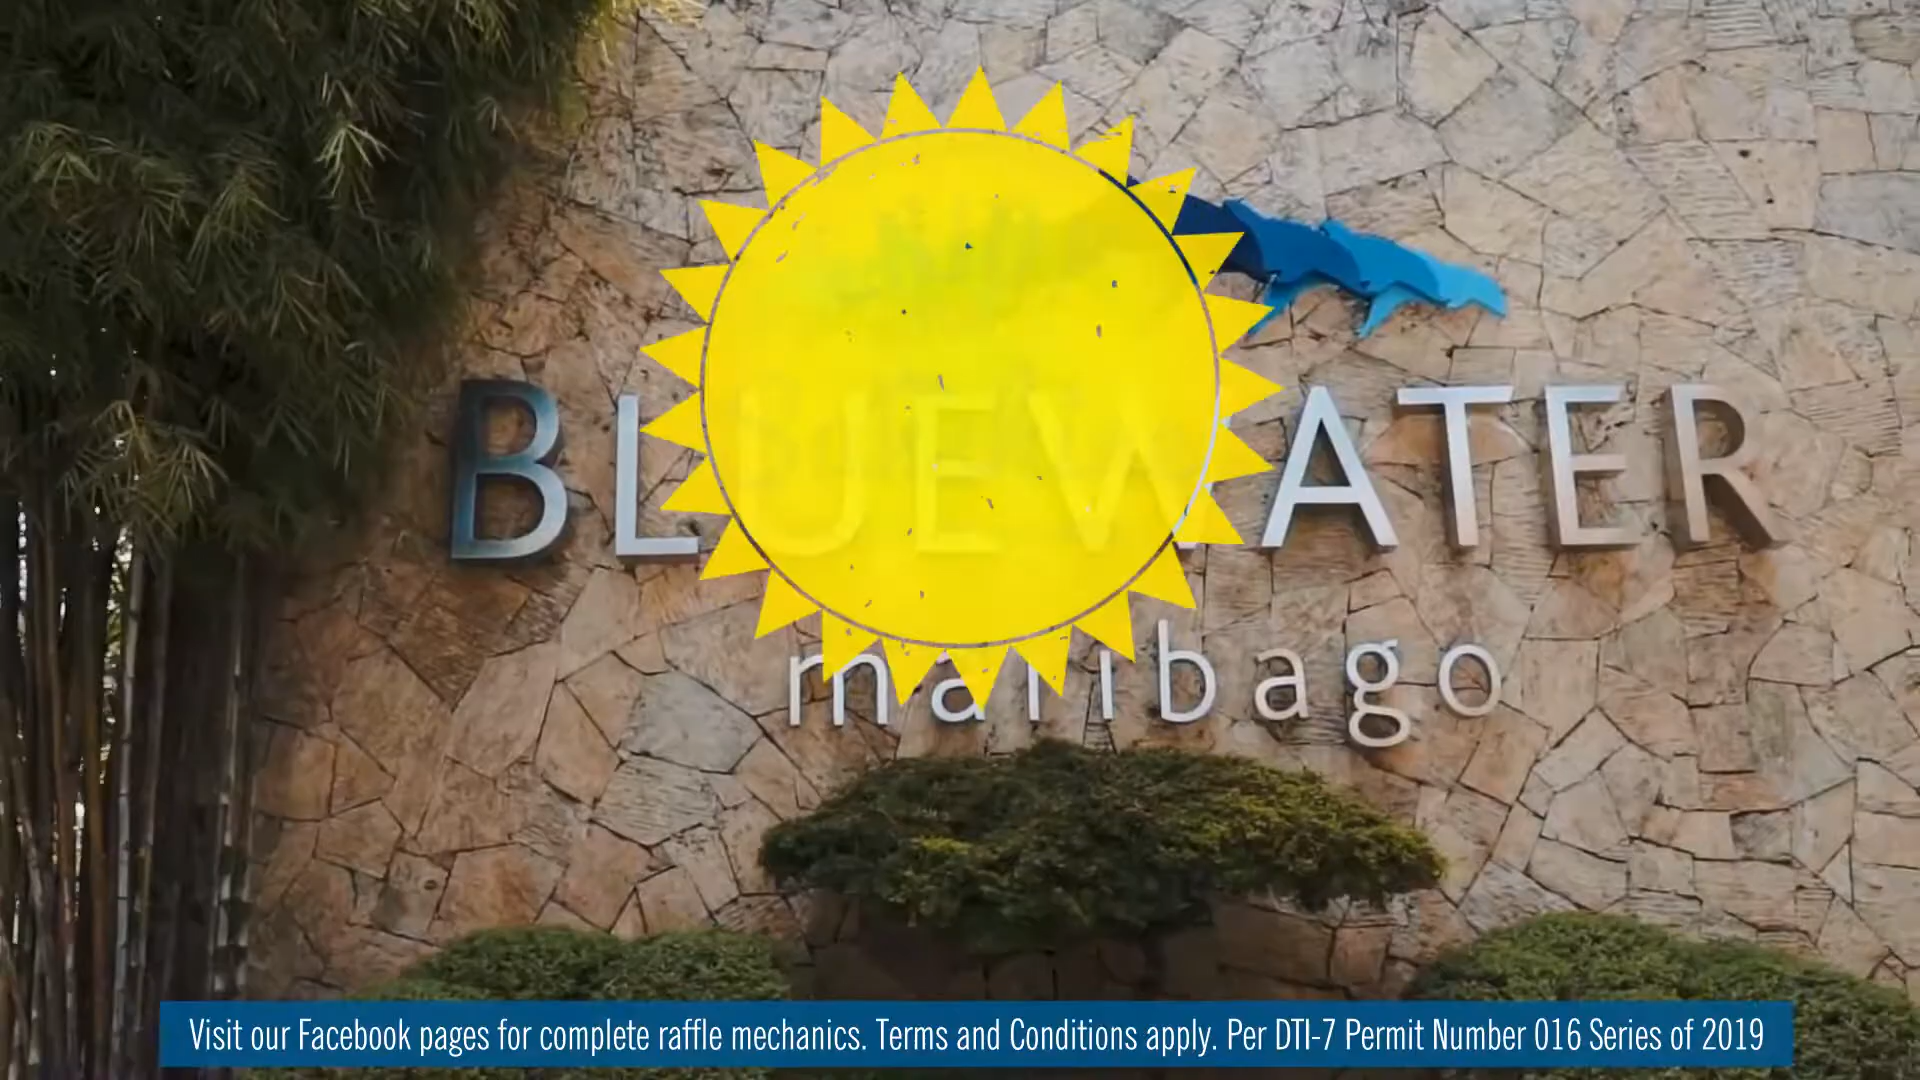 BLUEWATER
maribago
Visit our Facebook pages for complete raffle mechanics. Terms and Conditions apply. Per DTI-7 Permit Number 016 Series of 2019